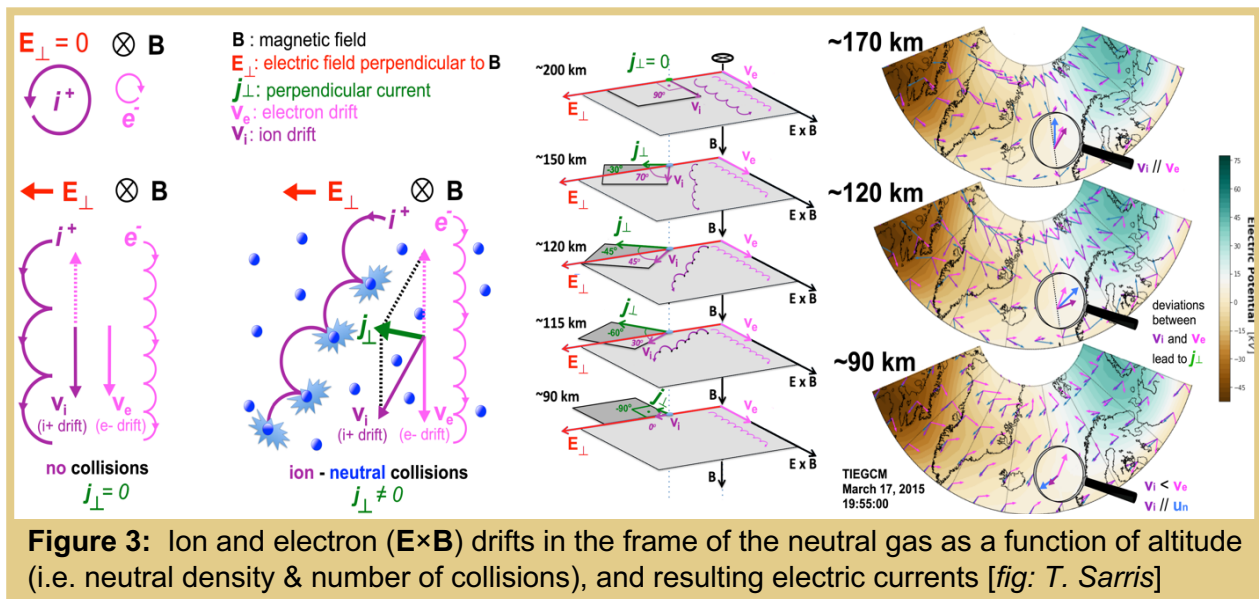 E⊥ = 0 ⊗ B
i+
e-
B : magnetic field
E⊥: electric field perpendicular to B
j⊥: perpendicular current
Ve : electron drift
Vi : ion drift
E⊥ ⊗ B
i+
e-
Vi
(i+ drift)
Ve
(e- drift)
no collisions
j⊥= 0
E⊥ ⊗ B
i+
e-
j⊥
Vi
(i+ drift)
Ve
(e- drift)
ion - neutral collisions
j⊥ ≠ 0
~200 km
j⊥= 0
Ve
90°
Vi
E⊥
E x B
B
~150 km
j⊥
Ve
-30°
70°
Vi
E⊥
E x B
B
~120 km
j⊥
Ve
-45°
45°
Vi
E⊥
E x B
B
~115 km
j⊥
Ve
-60°
30°
Vi
E⊥
E x B
B
~90 km
j⊥
Ve
-90°
0°
Vi
E⊥
E x B
B
~170 km
Vi // Ve
~120 km
deviations
between
Vi and Ve
lead to j⊥
~90 km
Vi < Ve
Vi // un
TIEGCM
March 17, 2015
19:55:00
75
60
45
30
15
0
-15
-30
-45
Electric Potential [KV]
Figure 3: Ion and electron (E×B) drifts in the frame of the neutral gas as a function of altitude
(i.e. neutral density & number of collisions), and resulting electric currents [fig: T. Sarris]